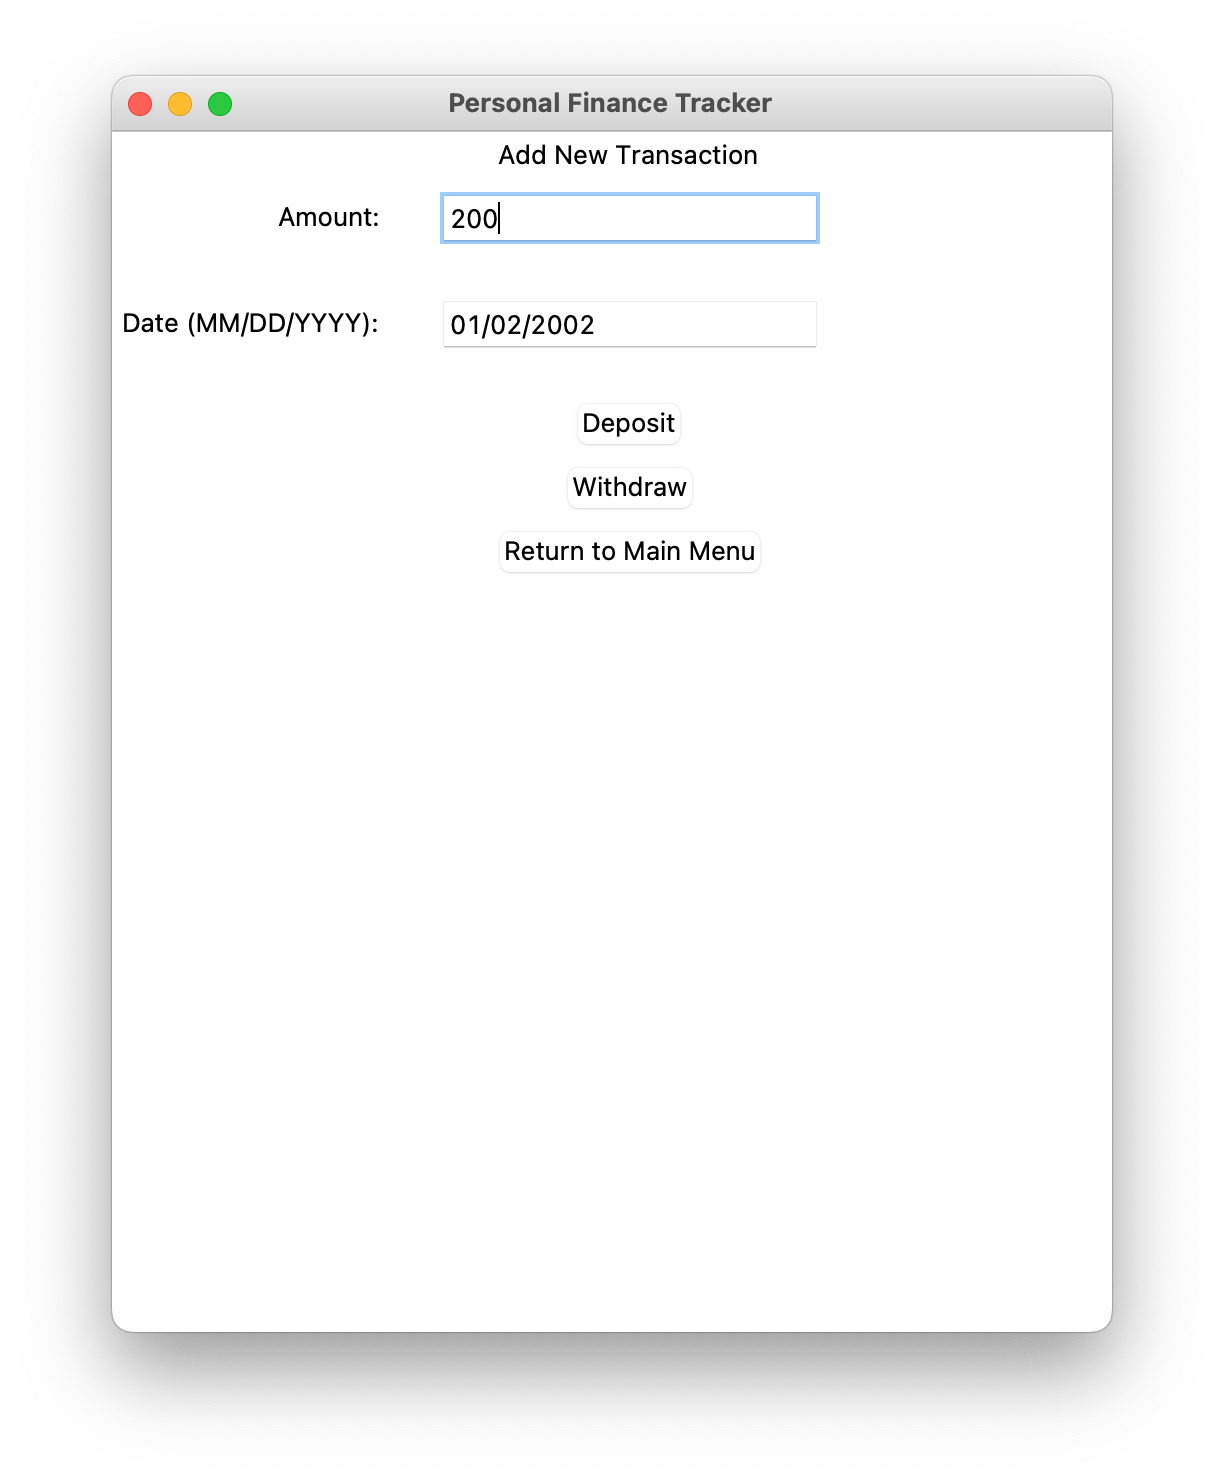 Personal Finance Tracker
Add New Transaction
Amount: 200
Date (MM/DD/YYYY): 01/02/2002
Deposit
Withdraw
Return to Main Menu